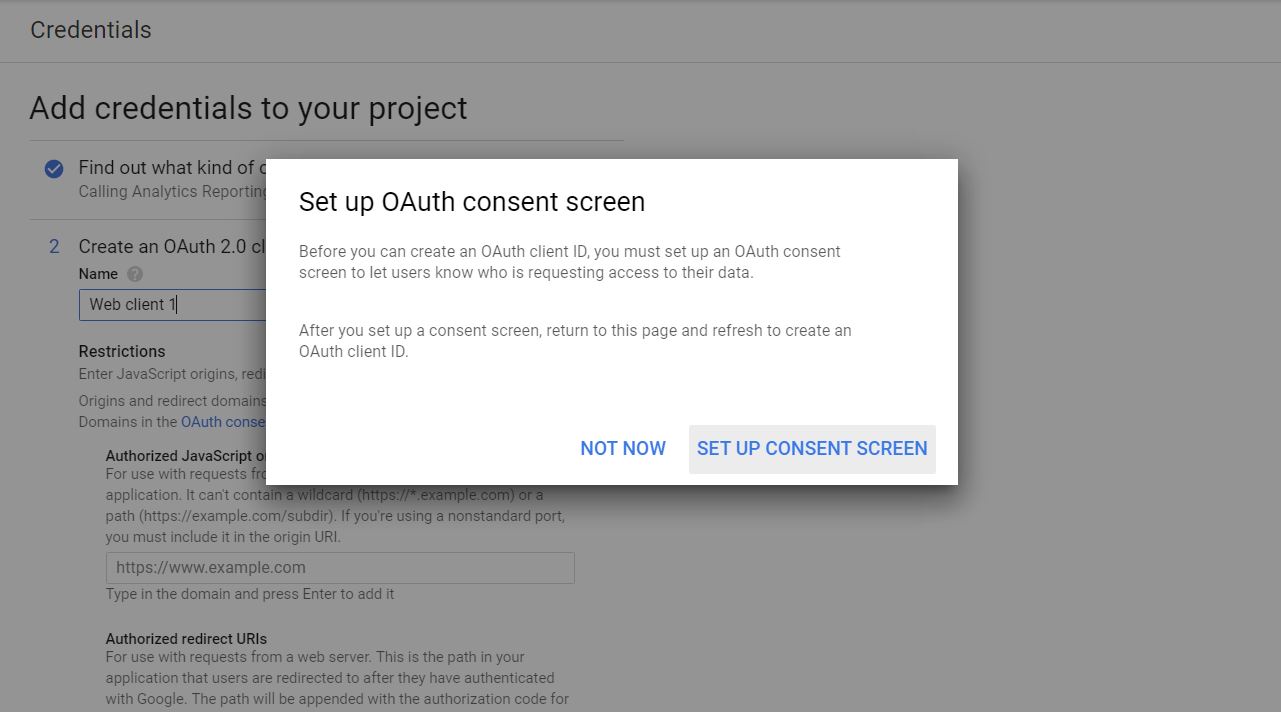 Credentials
Add credentials to your project
Find out what kind of
Calling Analytics Reporting
2 Create an OAuth 2.0 cl
Name ?
Web client 1
Restrictions
Enter JavaScript origins, redi
Origins and redirect domains
Domains in the OAuth conse
Authorized JavaScript o
For use with requests fro
application. It can't contain a wildcard (https://*.example.com) or a
path (https://example.com/subdir). If you're using a nonstandard port,
you must include it in the origin URI.
https://www.example.com
Type in the domain and press Enter to add it
Authorized redirect URIs
For use with requests from a web server. This is the path in your
application that users are redirected to after they have authenticated
with Google. The path will be appended with the authorization code for
Set up OAuth consent screen
Before you can create an OAuth client ID, you must set up an OAuth consent
screen to let users know who is requesting access to their data.
After you set up a consent screen, return to this page and refresh to create an
OAuth client ID.
NOT NOW
SET UP CONSENT SCREEN